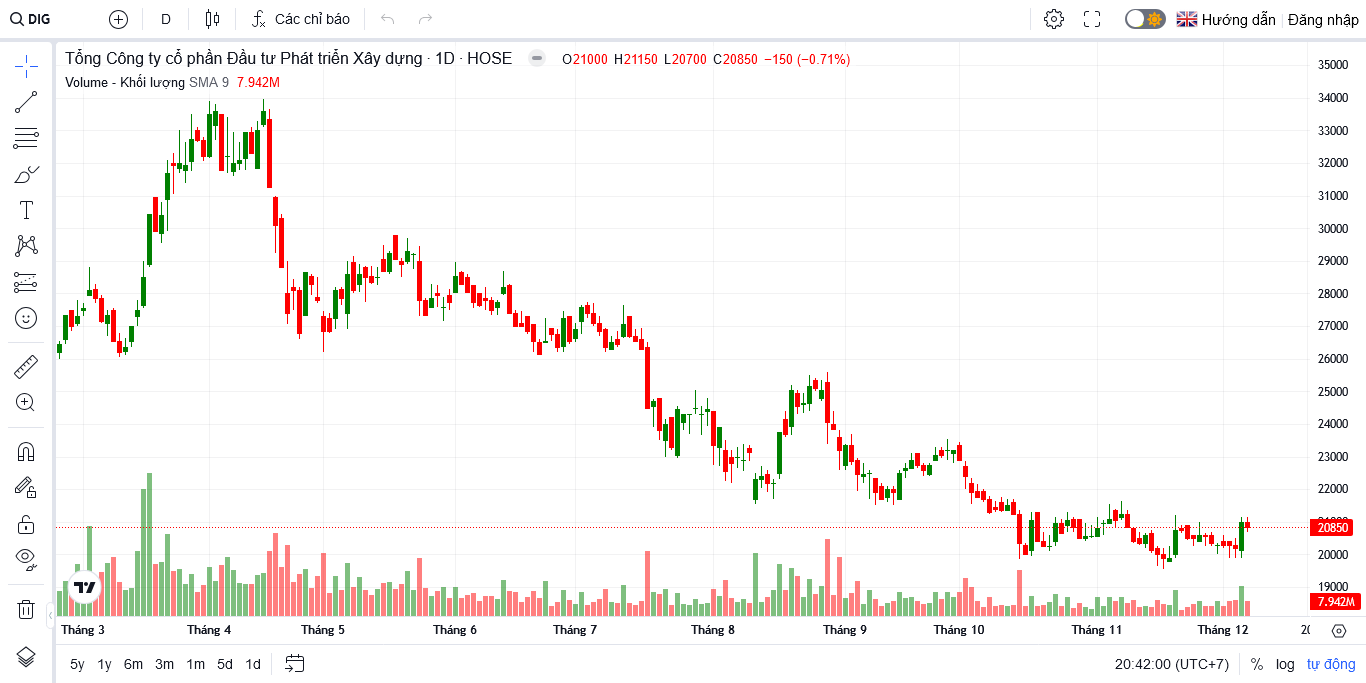 DIG D Các chỉ báo Hướng dẫn Đăng nhập
Tổng Công ty cổ phần Đầu tư Phát triển Xây dựng · 1D · HOSE O21000 H21150 L20700 C20850 −150 (−0.71%)
Volume - Khối lượng SMA 9 7.942M
35000
34000
33000
32000
31000
30000
29000
28000
27000
26000
25000
24000
23000
22000
20850
20000
19000
7.942M
Tháng 3 Tháng 4 Tháng 5 Tháng 6 Tháng 7 Tháng 8 Tháng 9 Tháng 10 Tháng 11 Tháng 12
5y 1y 6m 3m 1m 5d 1d 20:42:00 (UTC+7) % log tự động